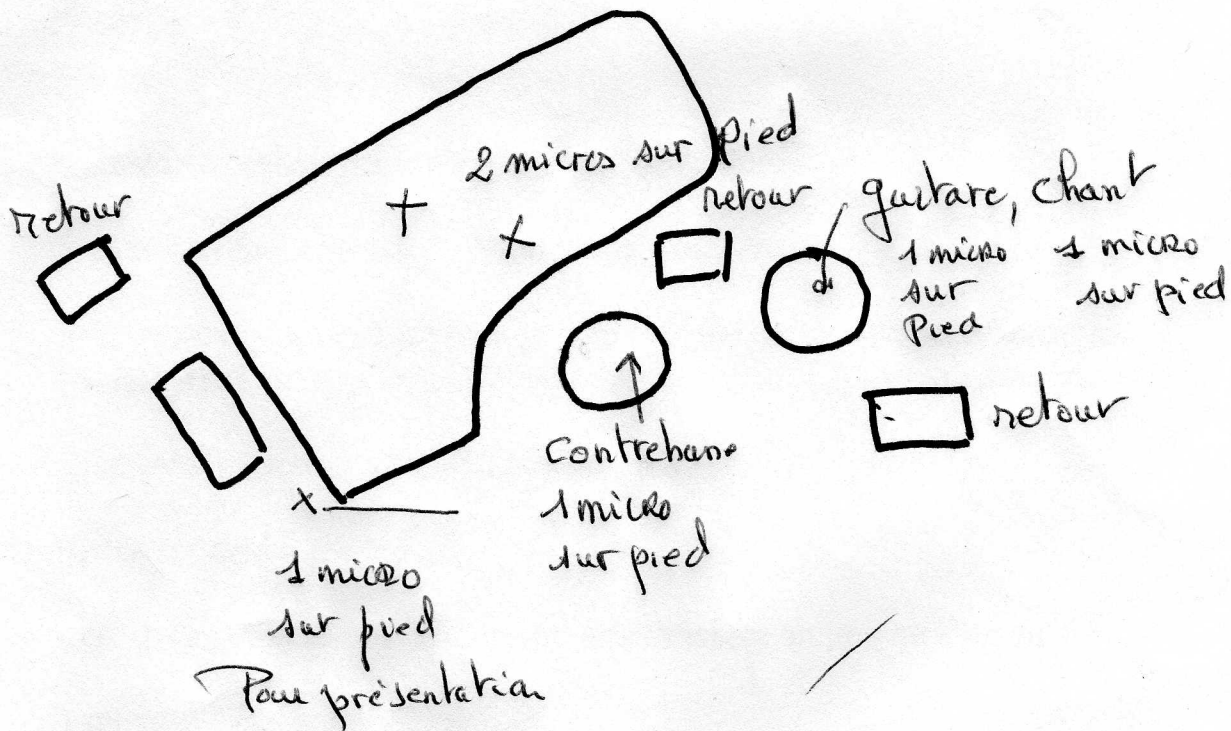 2 micros sur pied
retour
retour
guitare, chant
1 micro
sur
Pied
1 micro
sur pied
retour
Contrebasse
1 micro
sur pied
1 micro
sur pied
Pour présentation